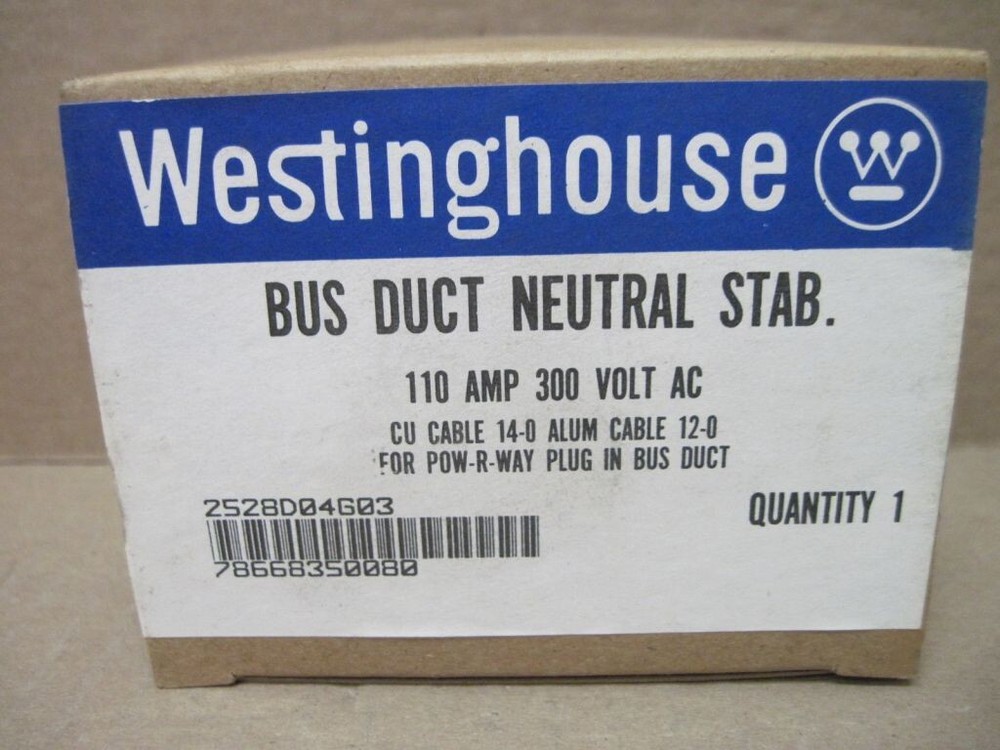 Westinghouse W
BUS DUCT NEUTRAL STAB.
110 AMP 300 VOLT AC
CU CABLE 14-0 ALUM CABLE 12-0
FOR POW-R-WAY PLUG IN BUS DUCT
2528D04G03
QUANTITY 1
78668350080